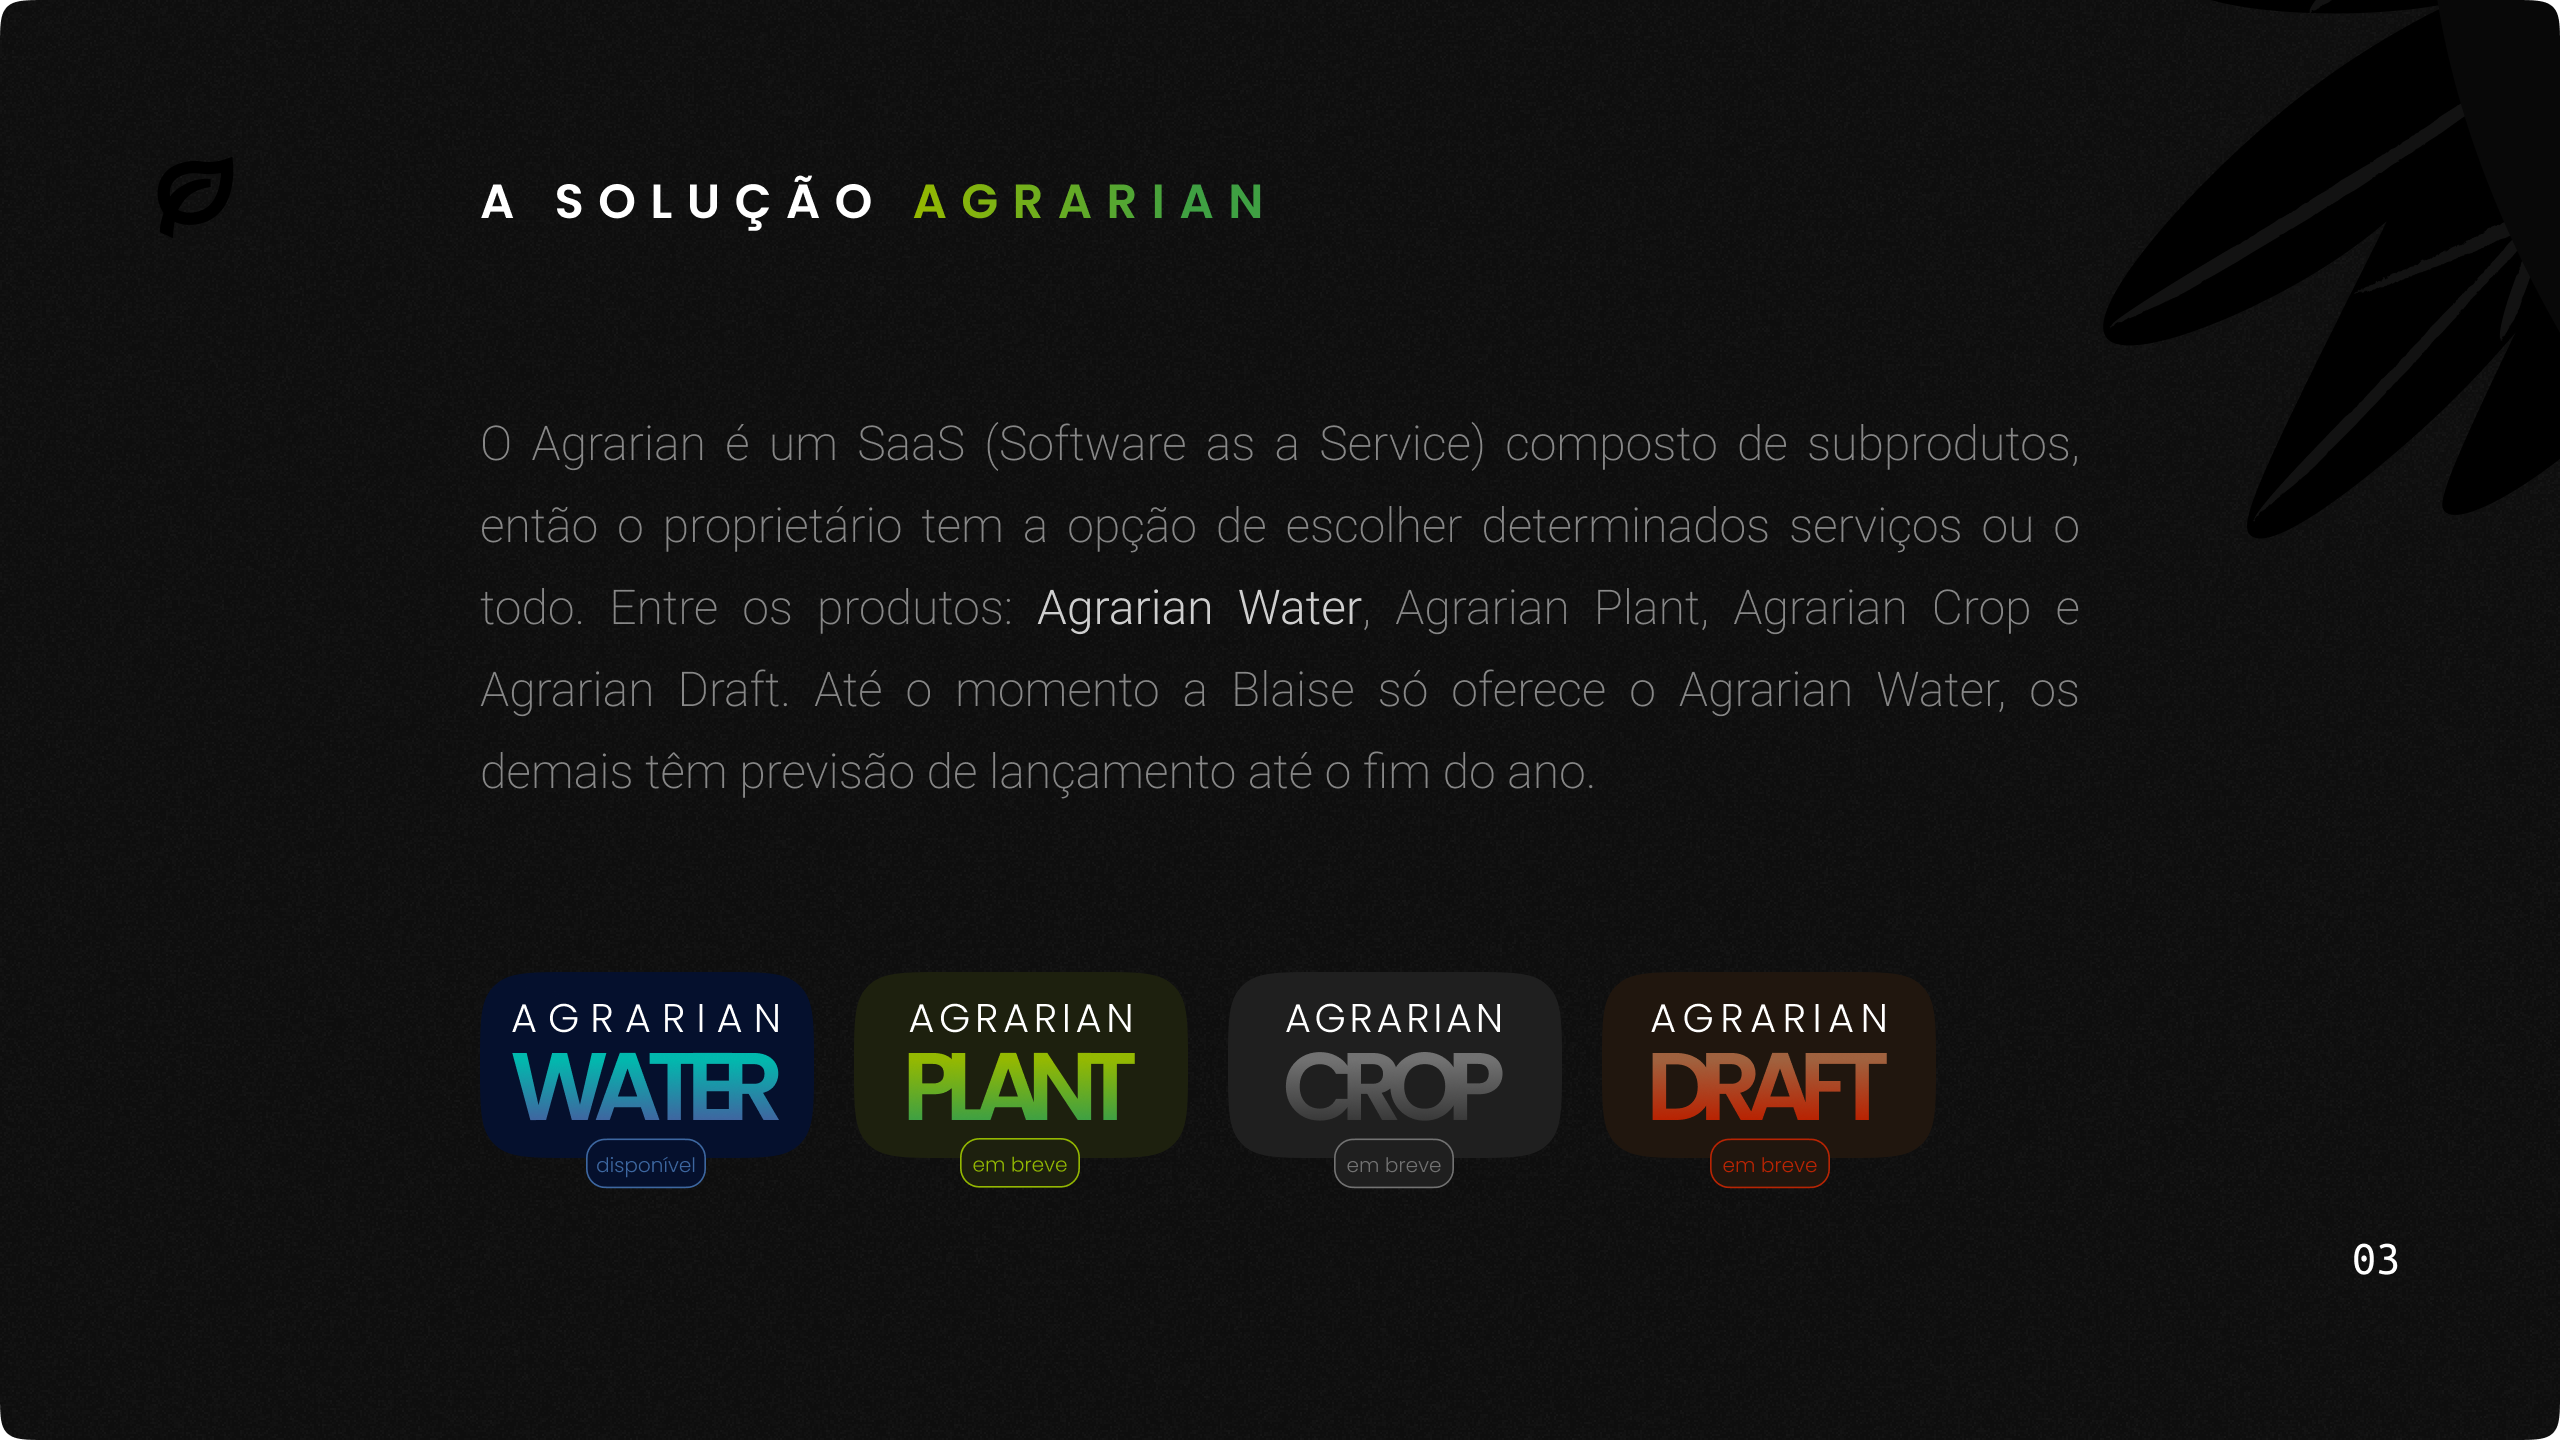 A SOLUÇÃO AGRARIAN
O Agrarian é um SaaS (Software as a Service) composto de subprodutos,
então o proprietário tem a opção de escolher determinados serviços ou o
todo. Entre os produtos: Agrarian Water, Agrarian Plant, Agrarian Crop e
Agrarian Draft. Até o momento a Blaise só oferece o Agrarian Water, os
demais têm previsão de lançamento até o fim do ano.
AGRARIAN
WATER
disponível
AGRARIAN
PLANT
em breve
AGRARIAN
CROP
em breve
AGRARIAN
DRAFT
em breve
03